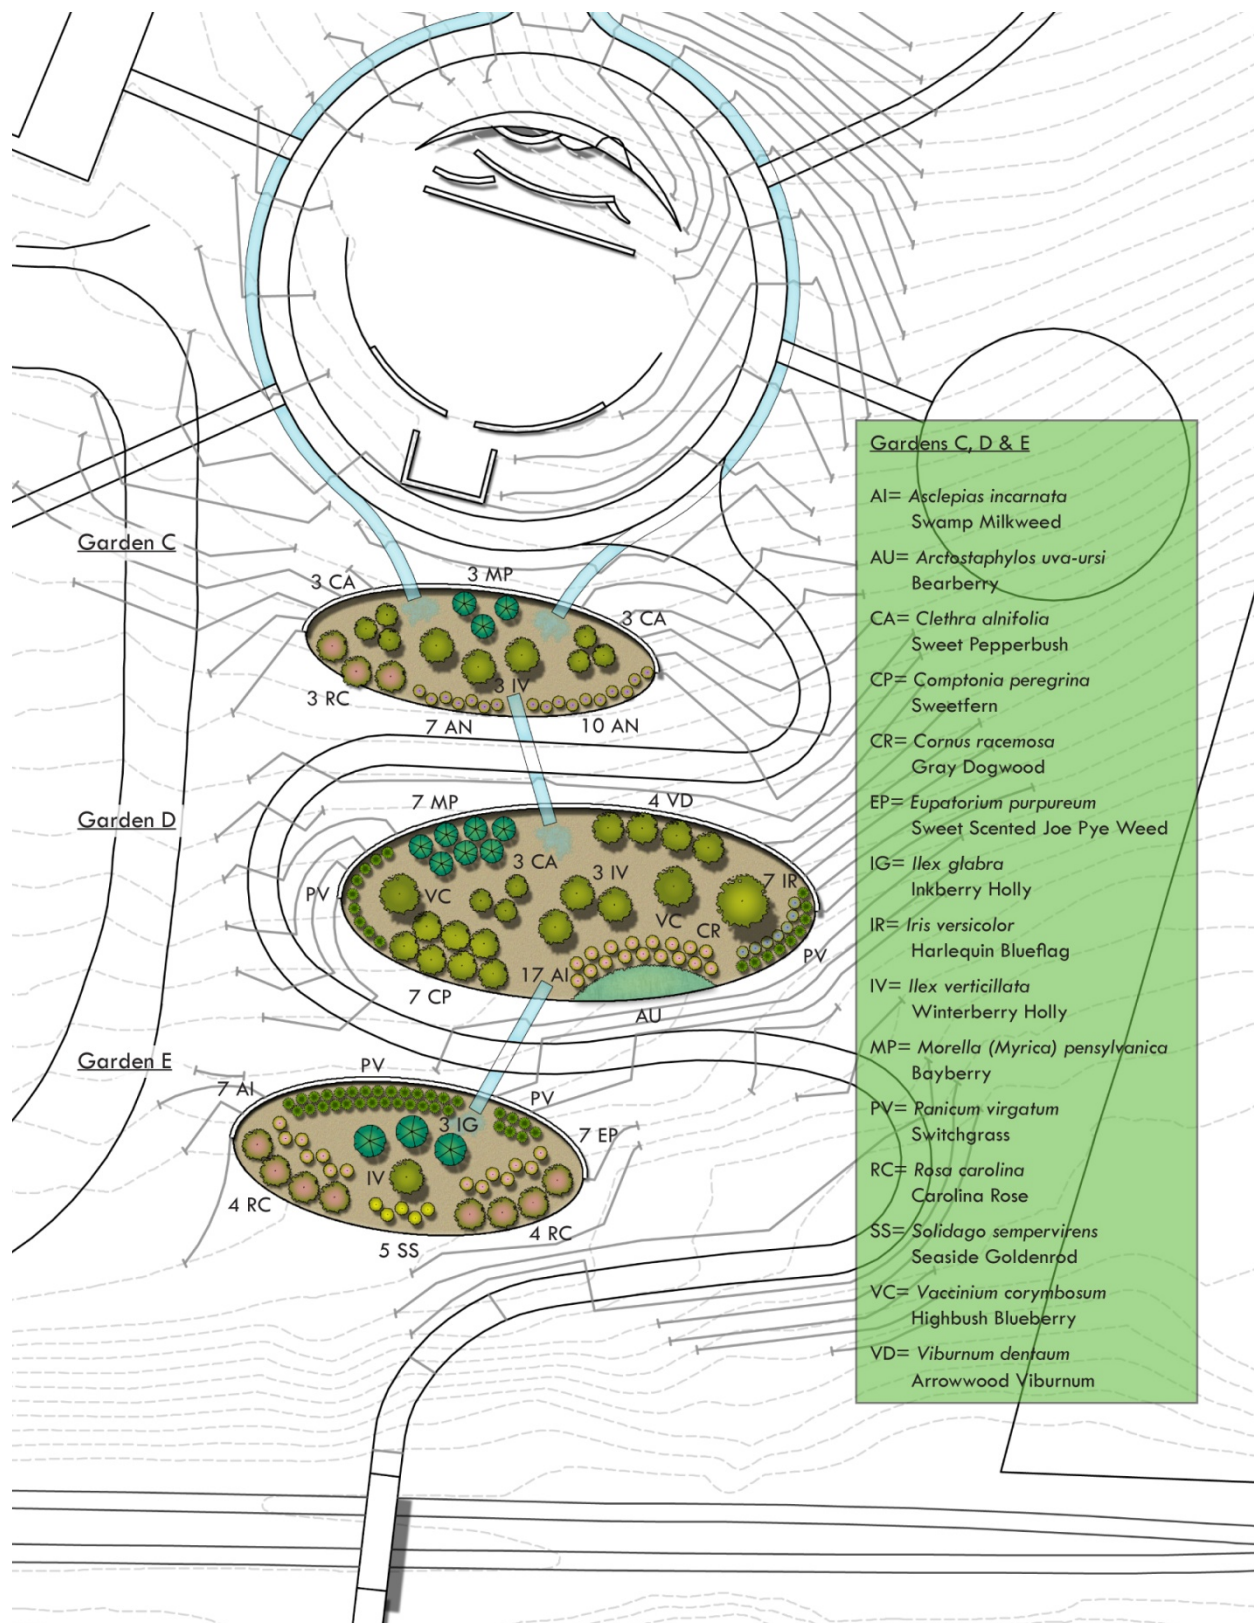 Gardens C, D & E
AI= Asclepias incarnata
Swamp Milkweed
AU= Arctostaphylos uva-ursi
Bearberry
CA= Clethra alnifolia
Sweet Pepperbush
CP= Comptonia peregrina
Sweetfern
CR= Cornus racemosa
Gray Dogwood
EP= Eupatorium purpureum
Sweet Scented Joe Pye Weed
IG= Ilex glabra
Inkberry Holly
IR= Iris versicolor
Harlequin Blueflag
IV= Ilex verticillata
Winterberry Holly
MP= Morella (Myrica) pensylvanica
Bayberry
PV= Panicum virgatum
Switchgrass
RC= Rosa carolina
Carolina Rose
SS= Solidago sempervirens
Seaside Goldenrod
VC= Vaccinium corymbosum
Highbush Blueberry
VD= Viburnum dentaum
Arrowwood Viburnum
Garden C
3 CA
3 MP
3 CA
3 RC
3 IV
7 AN
10 AN
Garden D
7 MP
4 VD
3 CA
3 IV
7 IR
PV
VC
VC
CR
PV
17 AI
7 CP
AU
Garden E
PV
7 AI
PV
3 IG
7 EP
IV
4 RC
5 SS
4 RC